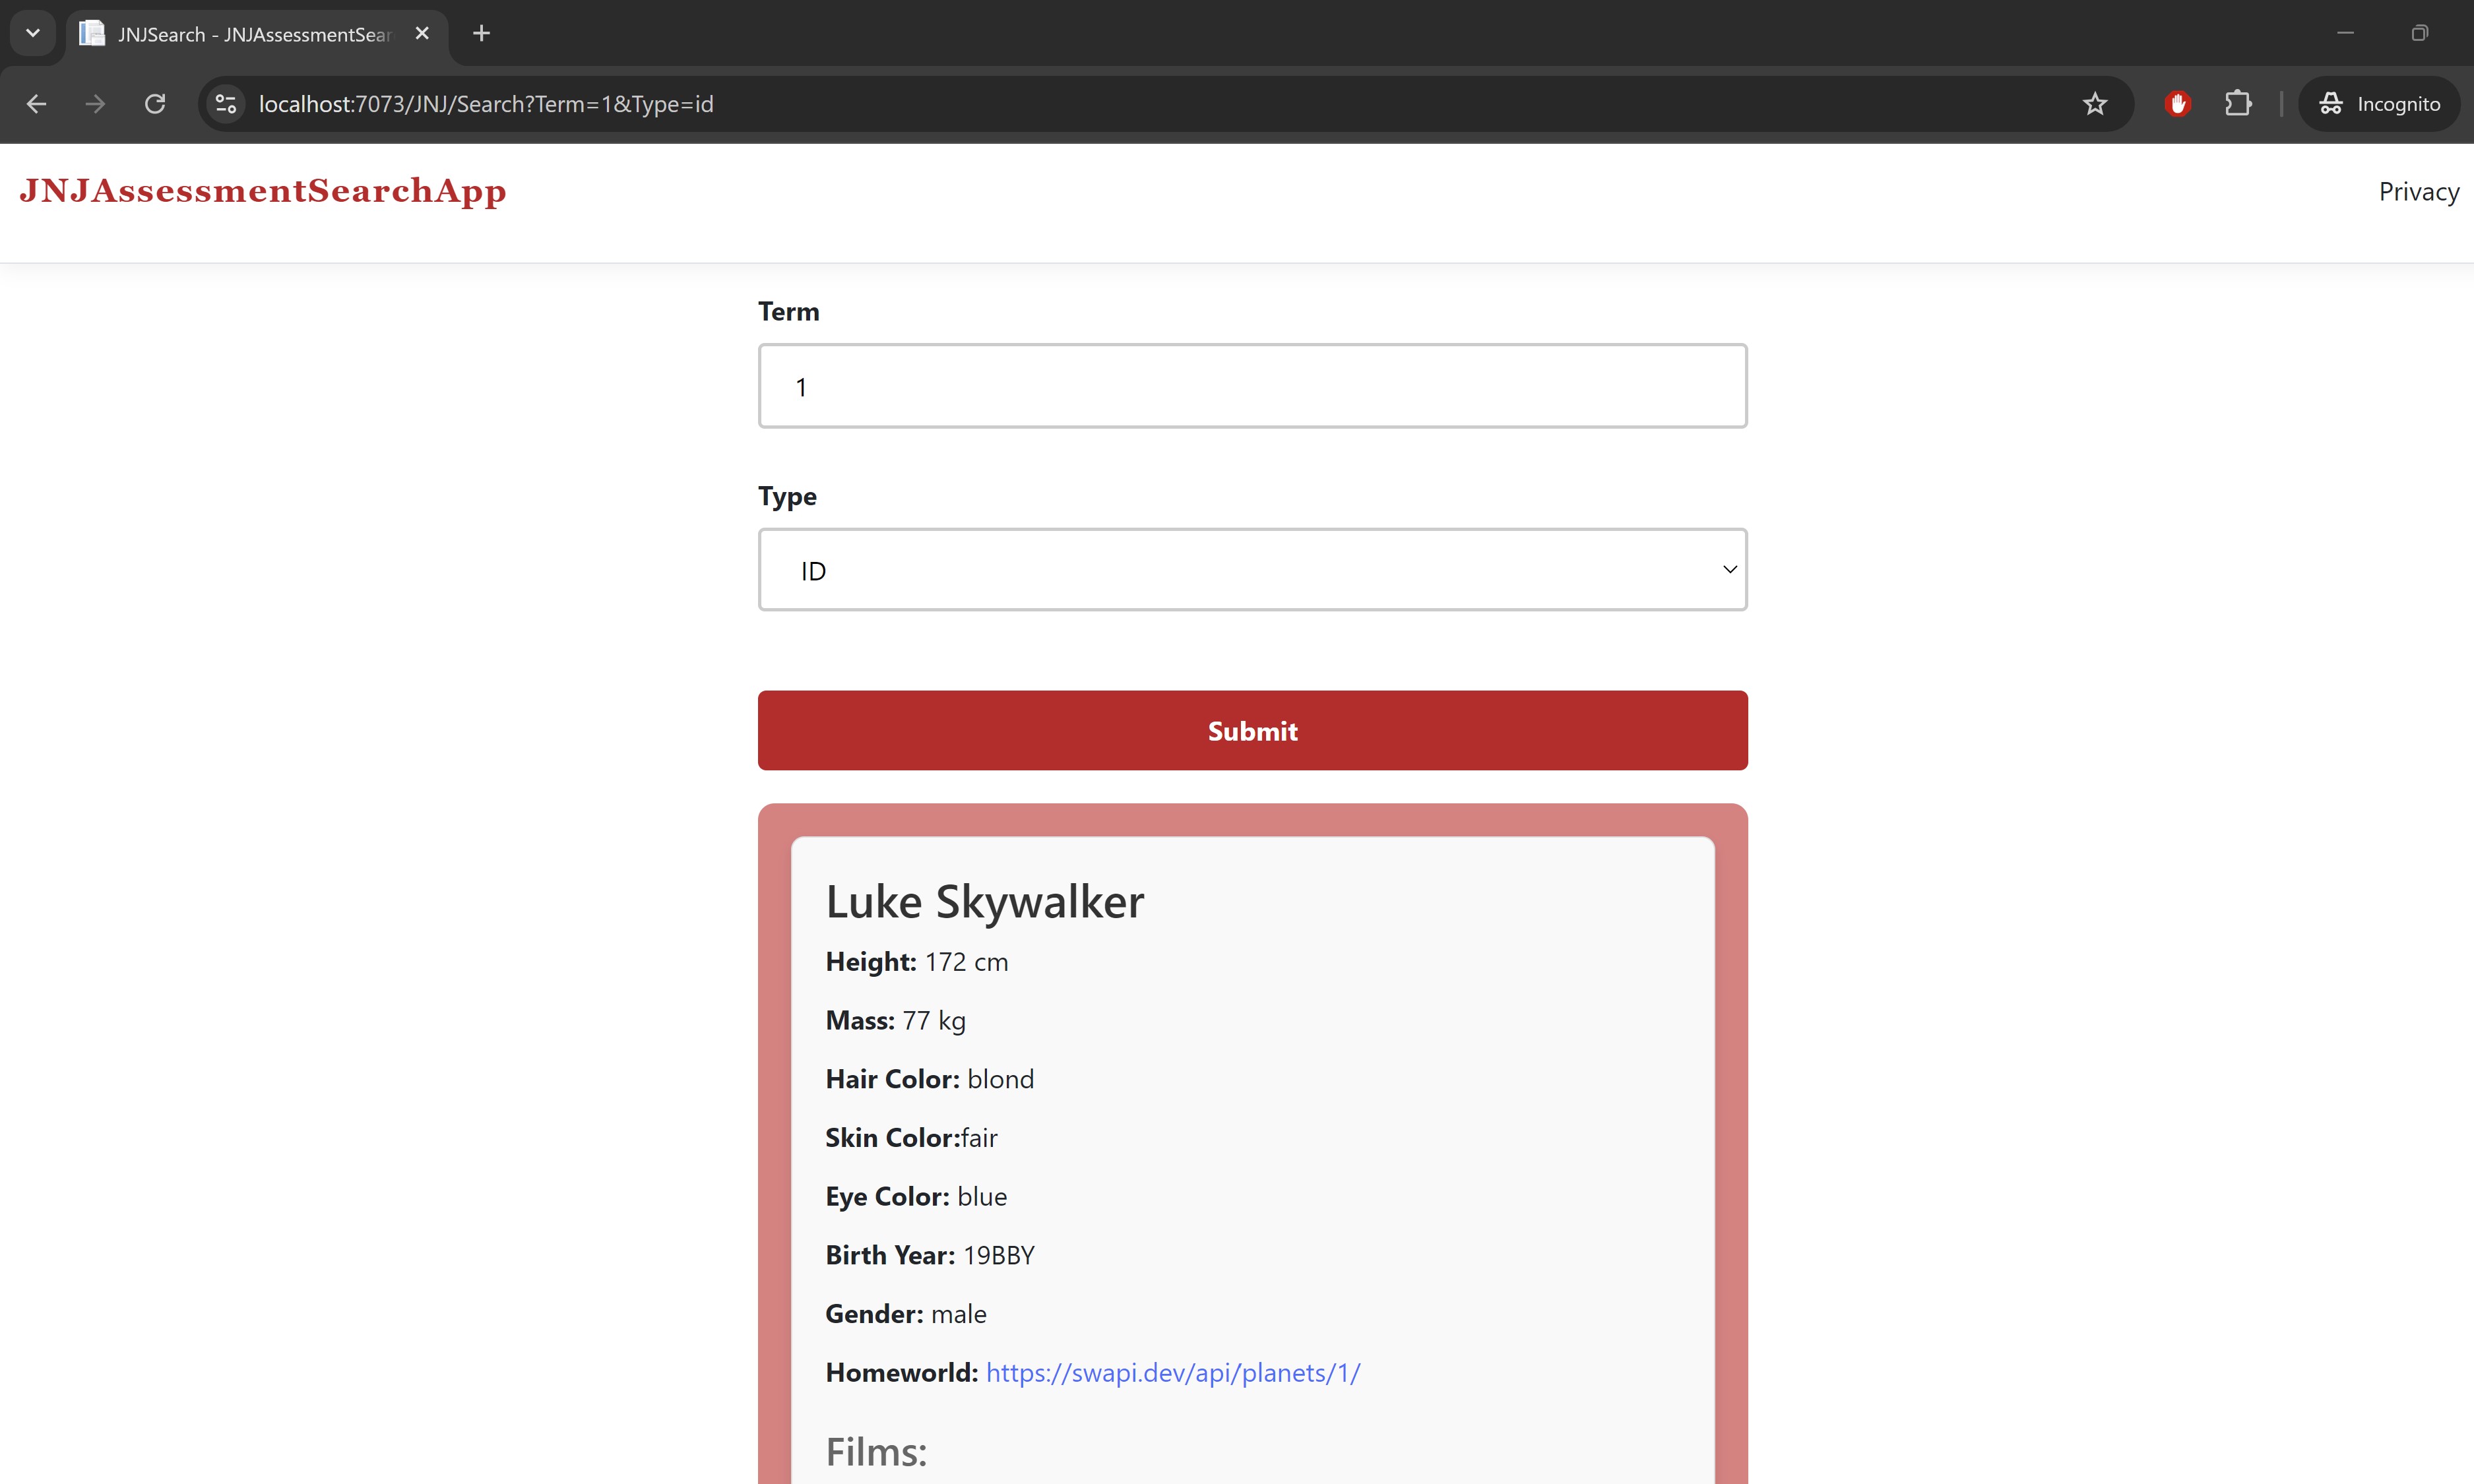 JNJSearch - JNJAssessmentSear
localhost:7073/JNJ/Search?Term=1&Type=id
Incognito
JNJAssessmentSearchApp
Privacy
Term
1
Type
ID
Submit
Luke Skywalker
Height: 172 cm
Mass: 77 kg
Hair Color: blond
Skin Color:fair
Eye Color: blue
Birth Year: 19BBY
Gender: male
Homeworld: https://swapi.dev/api/planets/1/
Films: